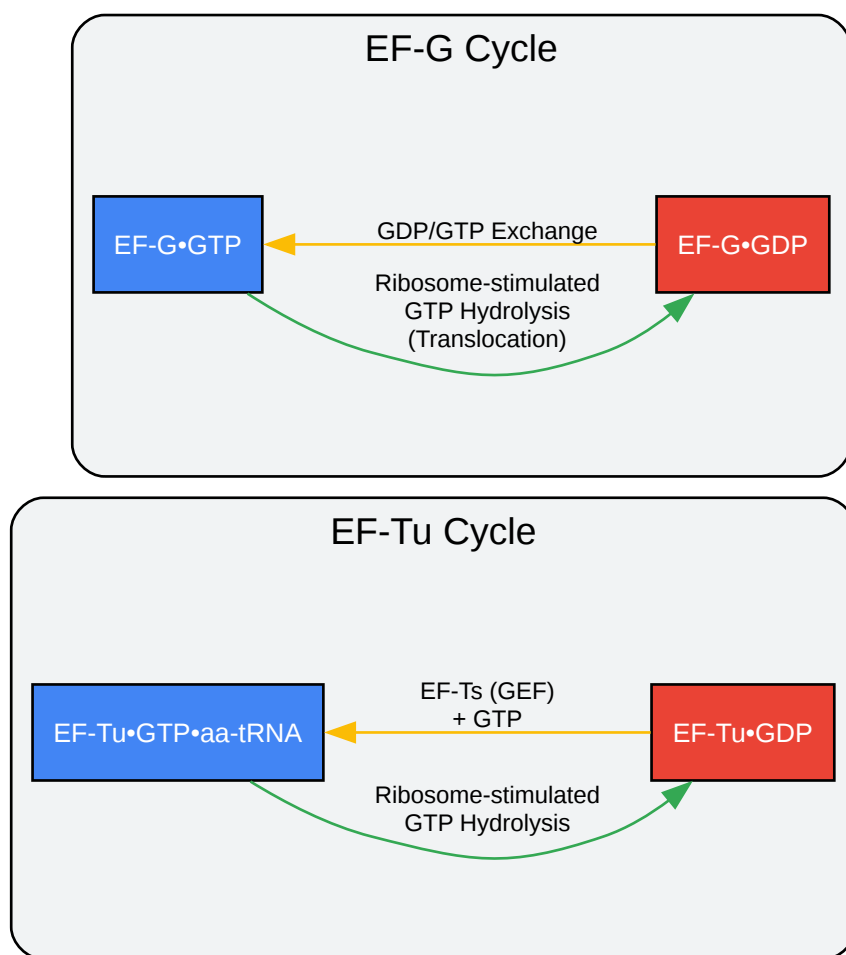 EF-G Cycle
EF-G•GTP
GDP/GTP Exchange
EF-G•GDP
Ribosome-stimulated
GTP Hydrolysis
(Translocation)
EF-Tu Cycle
EF-Tu•GTP•aa-tRNA
EF-Ts (GEF)
+ GTP
EF-Tu•GDP
Ribosome-stimulated
GTP Hydrolysis